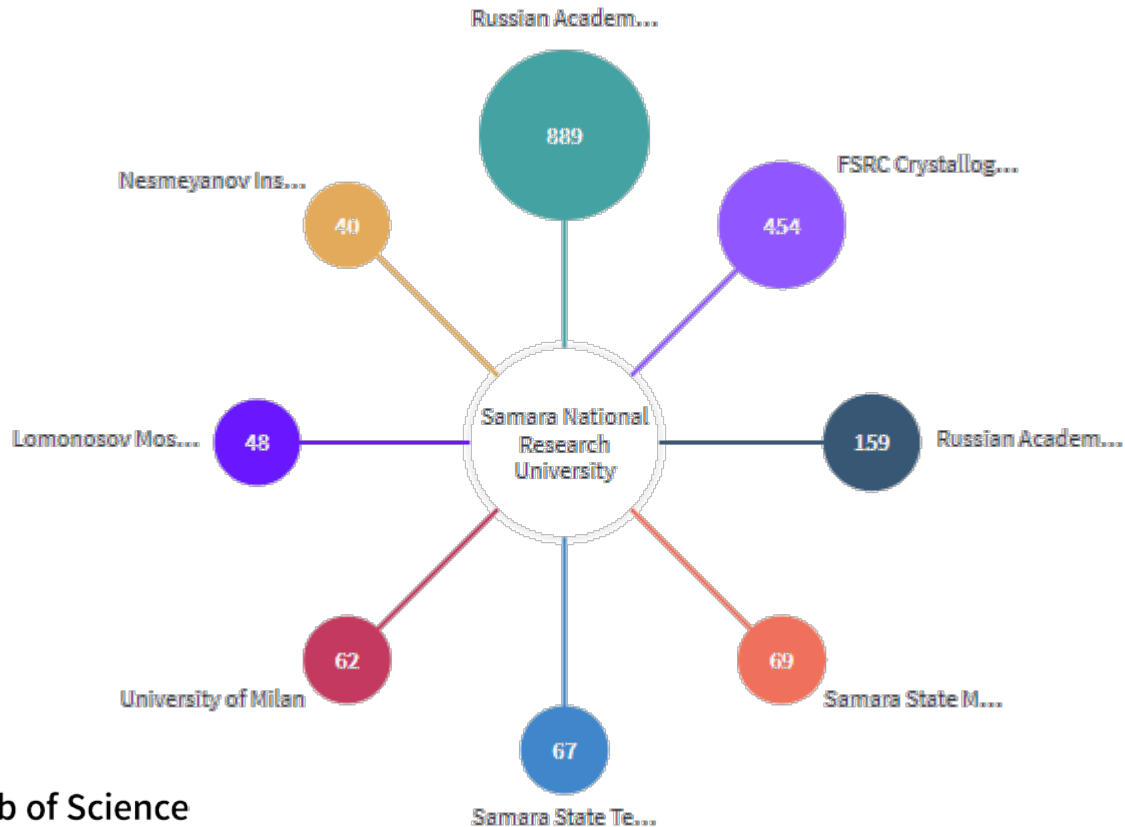 Russian Academ...
889
FSRC Crystallog...
454
Nesmeyanov Ins...
40
Lomonosov Mos...
48
Samara National
Research
University
159
Russian Academ...
62
University of Milan
69
Samara State M...
67
b of Science
Samara State Te...